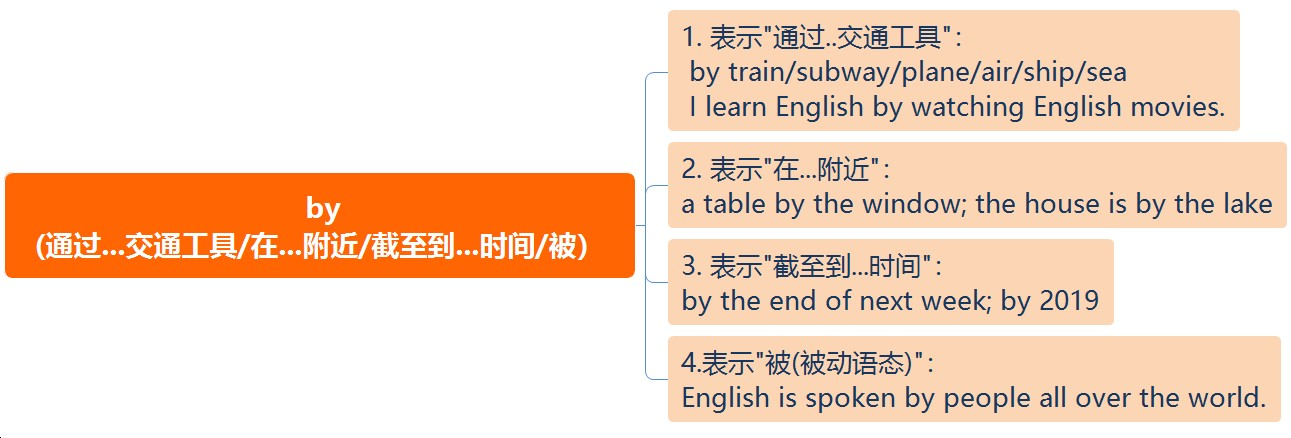 by
(通过...交通工具/在...附近/截至到...时间/被）
1. 表示"通过..交通工具"：
by train/subway/plane/air/ship/sea
I learn English by watching English movies.
2. 表示"在...附近"：
a table by the window; the house is by the lake
3. 表示"截至到...时间"：
by the end of next week; by 2019
4.表示"被(被动语态)"：
English is spoken by people all over the world.